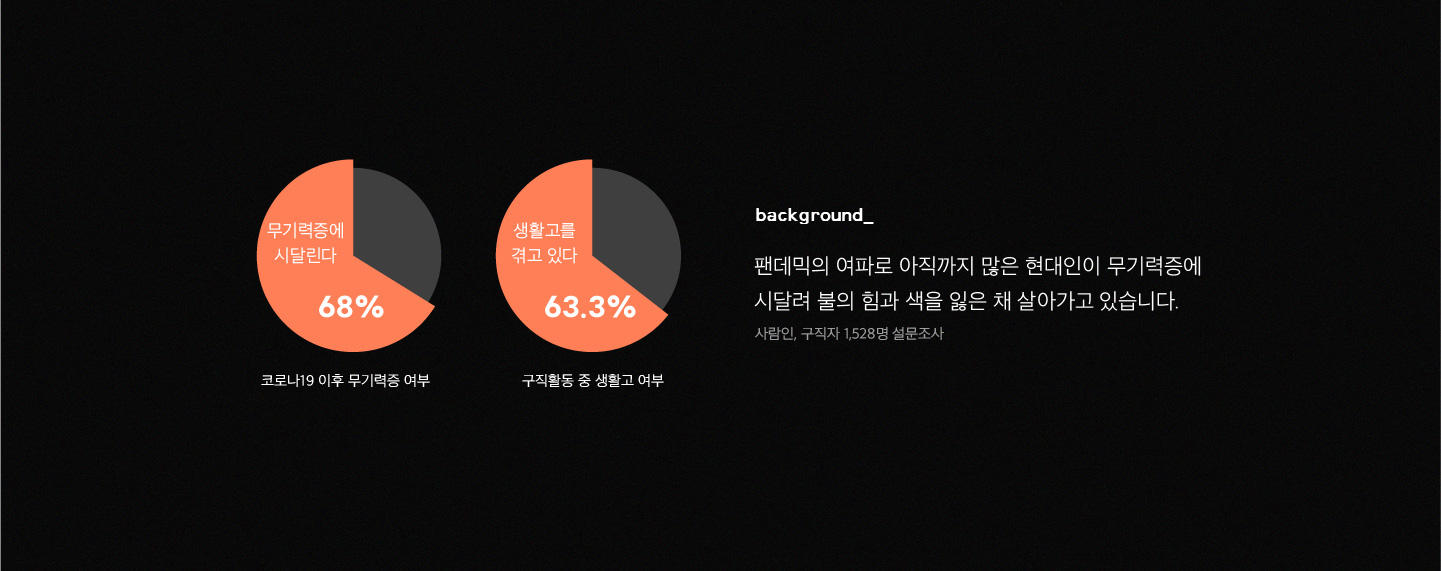 무기력증에
시달린다
68%
코로나19 이후 무기력증 여부
생활고를
겪고 있다
63.3%
구직활동 중 생활고 여부
background_
팬데믹의 여파로 아직까지 많은 현대인이 무기력증에
시달려 불의 힘과 색을 잃은 채 살아가고 있습니다.
사람인, 구직자 1,528명 설문조사